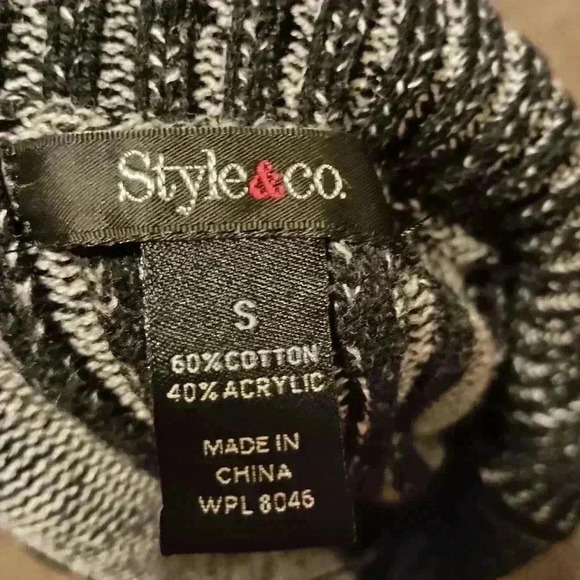 Style&co.
S
60%COTTON
40%ACRYLIC
MADE IN
CHINA
WPL 8046